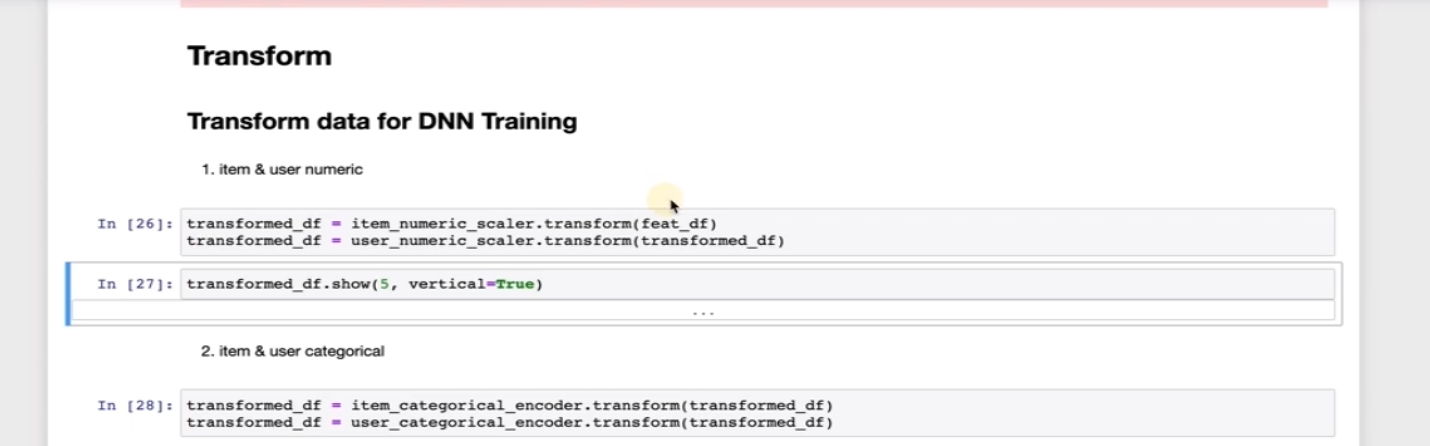 Transform
Transform data for DNN Training
1. item & user numeric
In [26]: transformed_df = item_numeric_scaler.transform(feat_df)
transformed_df = user_numeric_scaler.transform(transformed_df)
In [27]: transformed_df.show(5, vertical=True)
...
2. item & user categorical
In [28]: transformed_df = item_categorical_encoder.transform(transformed_df)
transformed_df = user_categorical_encoder.transform(transformed_df)